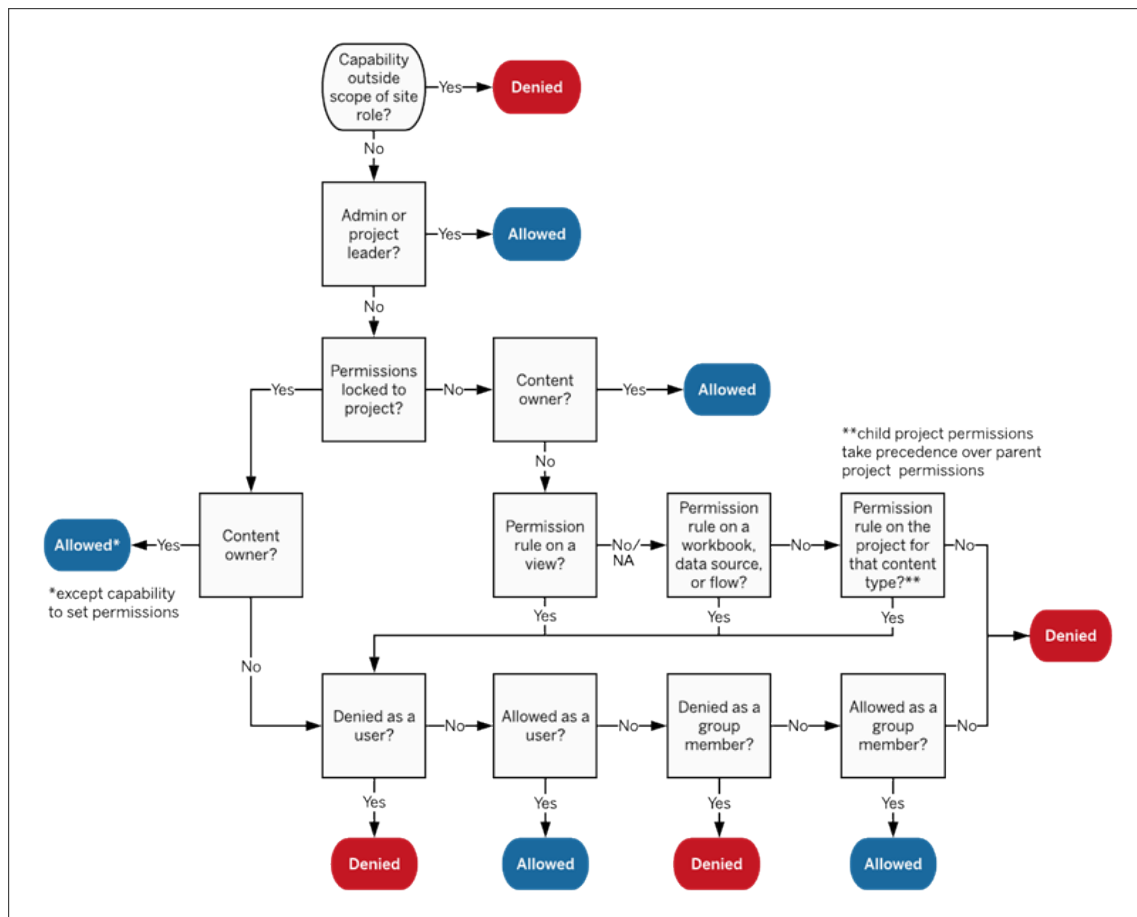 Capability
outside
scope of site
role?
Yes
Denied
No
Admin or
project
leader?
Yes
Allowed
No
Permissions
locked to
project?
Yes
No
Content
owner?
Yes
Allowed
No
**child project permissions
take precedence over parent
project permissions
Content
owner?
Yes
Allowed*
*except capability
to set permissions
No
Permission
rule on a
view?
No/
NA
Permission
rule on a
workbook,
data source,
or flow?
No
Permission
rule on the
project for
that content
type?**
No
Yes
Yes
Yes
Denied
Denied as a
user?
No
Allowed as a
user?
No
Denied as a
group
member?
No
Allowed as a
group
member?
No
Yes
Yes
Yes
Yes
Denied
Allowed
Denied
Allowed